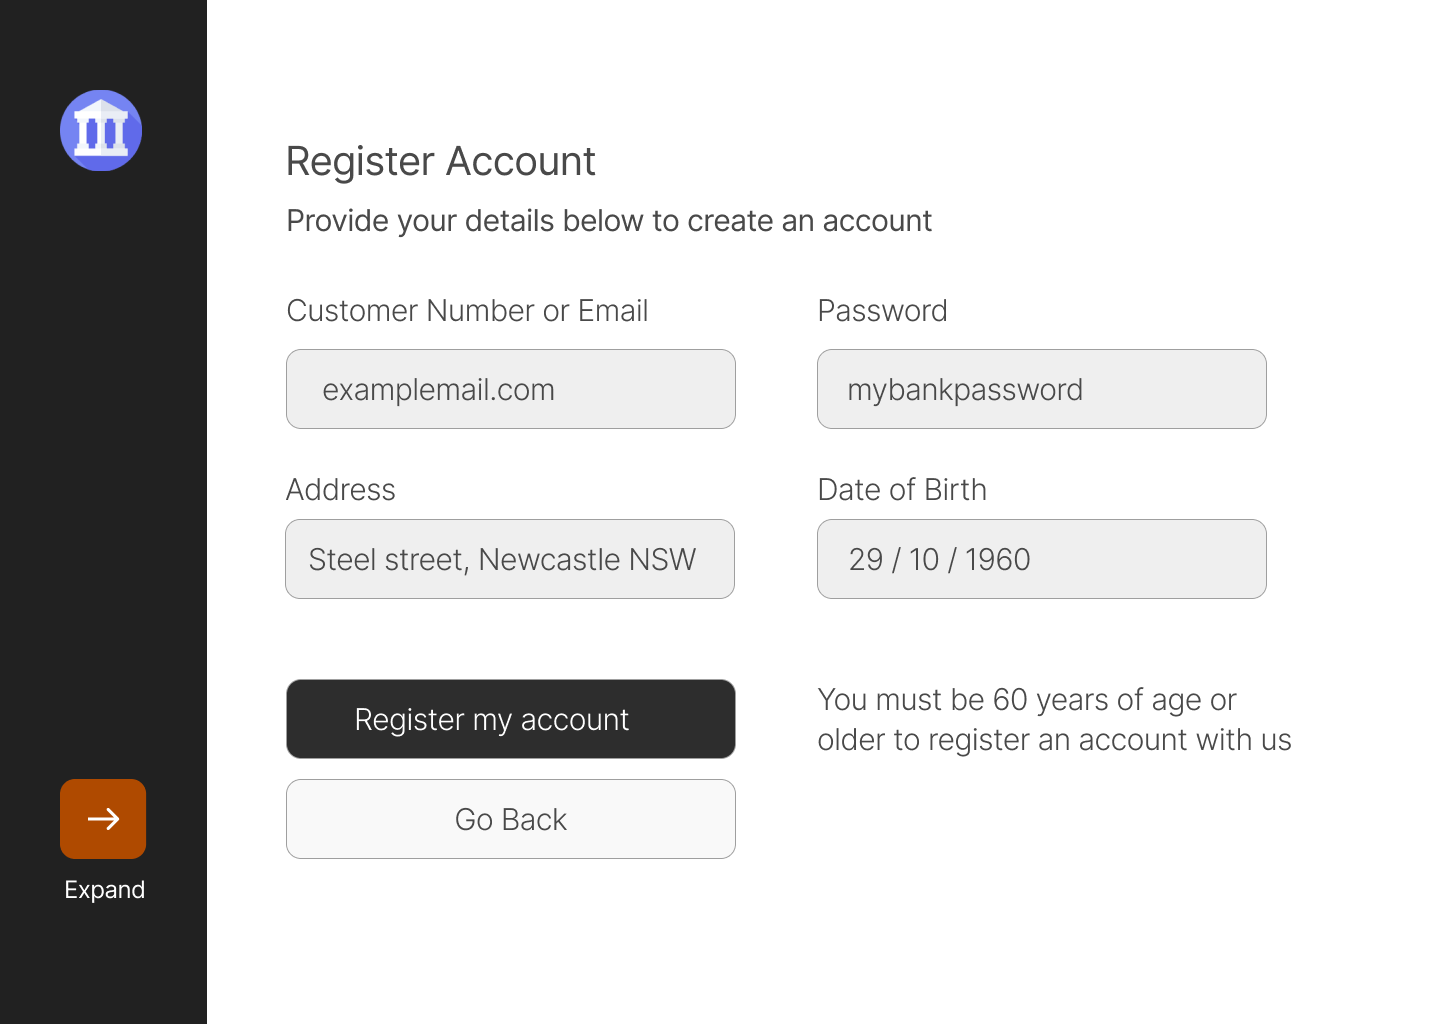 Register Account
Provide your details below to create an account
Customer Number or Email
Password
examplemail.com
mybankpassword
Address
Date of Birth
Steel street, Newcastle NSW
29 / 10 / 1960
Register my account
You must be 60 years of age or
older to register an account with us
Go Back
Expand